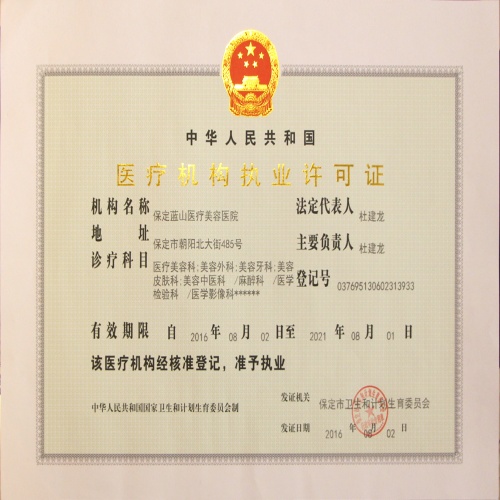 中华人民共和国
医疗机构执业许可证
机构名称 保定蓝山医疗美容医院 法定代表人 杜建龙
地址 保定市朝阳北大街485号 主要负责人 杜建龙
诊疗科目 医疗美容科;美容外科;美容牙科;美容
皮肤科;美容中医科 /麻醉科 /医学
检验科 /医学影像科****** 登记号 037695130602313933
有效期限 自 2016 年 08 月 02 日至 2021 年 08 月 01 日
该医疗机构经核准登记，准予执业
发证机关 保定市卫生和计划生育委员会
中华人民共和国国家卫生和计划生育委员会制
发证日期 2016 年 08 月 02 日